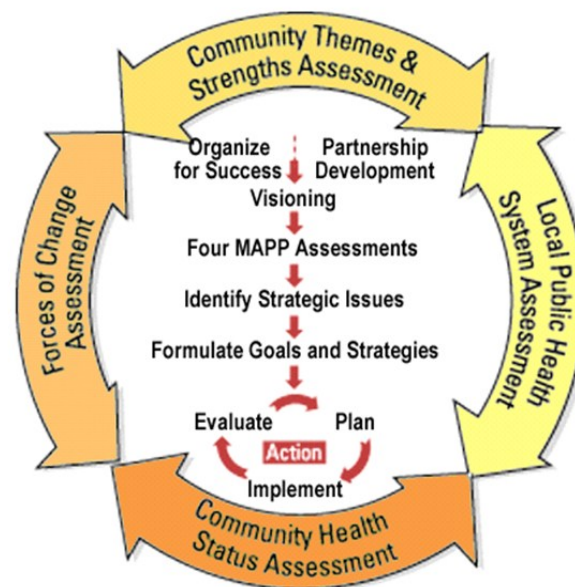 Community Themes &
Strengths Assessment
Organize
for Success
Partnership
Development
Visioning
Four MAPP Assessments
Identify Strategic Issues
Formulate Goals and Strategies
Evaluate
Plan
Action
Implement
Forces of Change
Assessment
Local Public Health
System Assessment
Community Health
Status Assessment